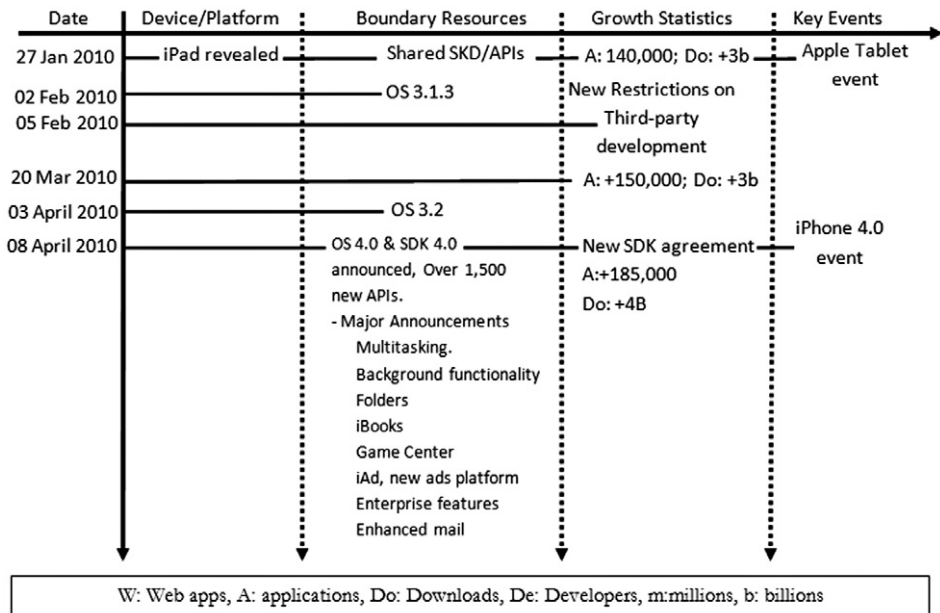 Date Device/Platform Boundary Resources Growth Statistics Key Events
27 Jan 2010 iPad revealed Shared SKD/APIs A: 140,000; Do: +3b Apple Tablet
event
02 Feb 2010 OS 3.1.3 New Restrictions on
05 Feb 2010 Third-party
development
20 Mar 2010 A: +150,000; Do: +3b
03 April 2010 OS 3.2
08 April 2010 OS 4.0 & SDK 4.0 New SDK agreement iPhone 4.0
event
announced, Over 1,500 A:+185,000
new APIs. Do: +4B
- Major Announcements
Multitasking.
Background functionality
Folders
iBooks
Game Center
iAd, new ads platform
Enterprise features
Enhanced mail
W: Web apps, A: applications, Do: Downloads, De: Developers, m:millions, b: billions